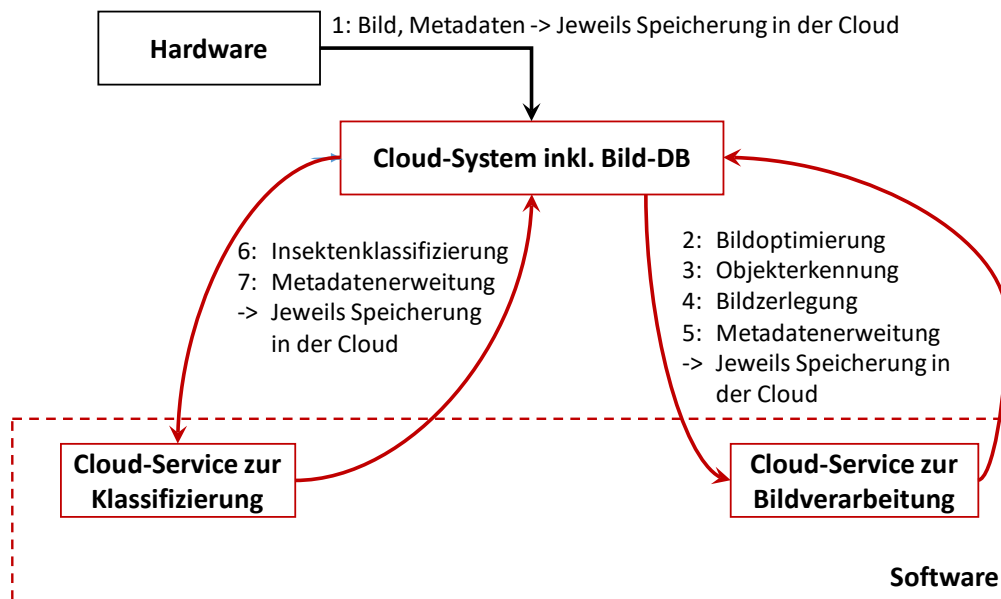 1: Bild, Metadaten -> Jeweils Speicherung in der Cloud
Hardware
Cloud-System inkl. Bild-DB
6: Insektenklassifizierung
7: Metadatenerweitung
-> Jeweils Speicherung
in der Cloud
2: Bildoptimierung
3: Objekterkennung
4: Bildzerlegung
5: Metadatenerweitung
-> Jeweils Speicherung in
der Cloud
Cloud-Service zur
Klassifizierung
Cloud-Service zur
Bildverarbeitung
Software